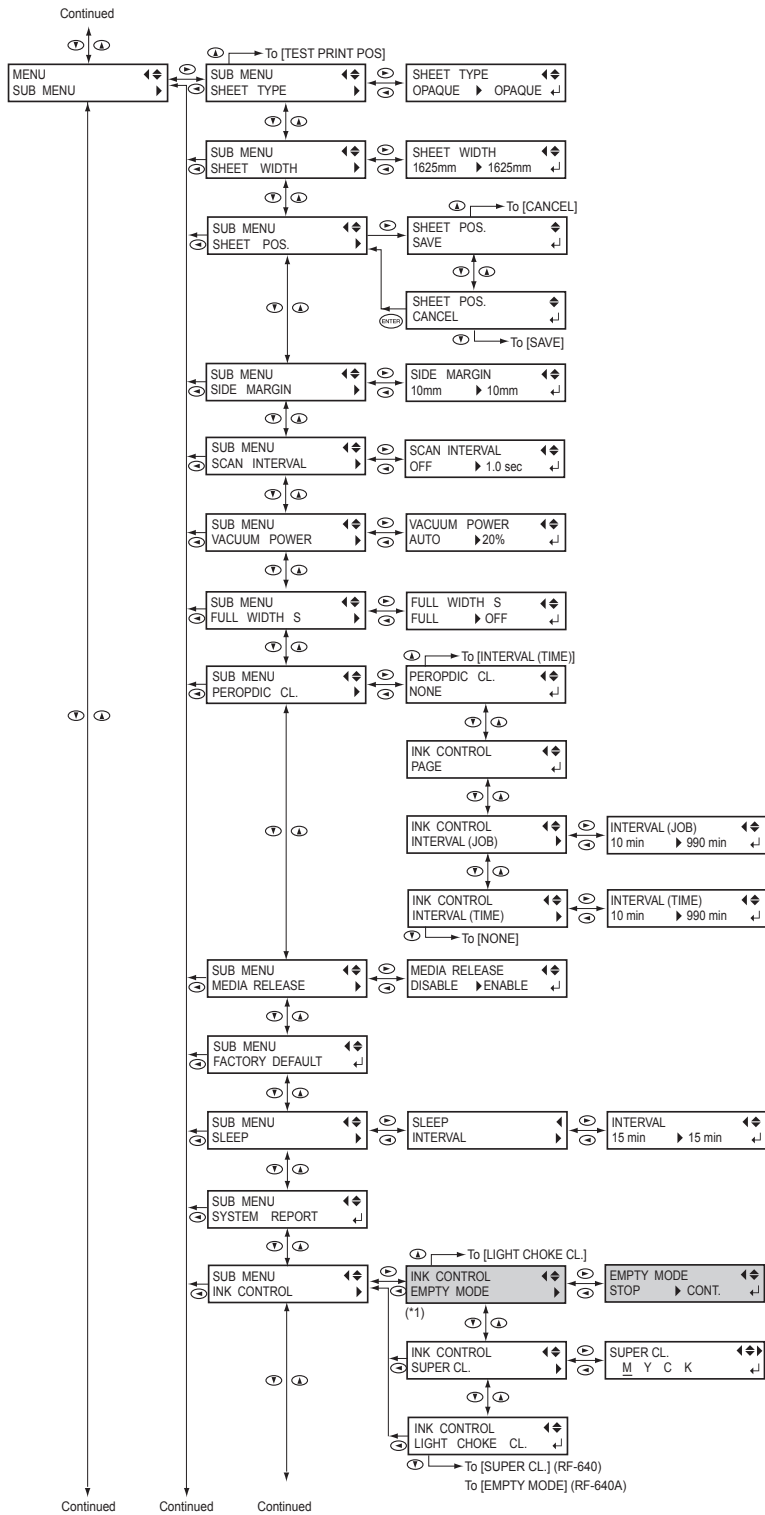 Continued
To [TEST PRINT POS]
MENU
SUB MENU
SUB MENU
SHEET TYPE
SHEET TYPE
OPAQUE OPAQUE
SUB MENU
SHEET WIDTH
SHEET WIDTH
1625mm 1625mm
To [CANCEL]
SUB MENU
SHEET POS.
SHEET POS.
SAVE
SHEET POS.
CANCEL
ENTER
To [SAVE]
SUB MENU
SIDE MARGIN
SIDE MARGIN
10mm 10mm
SUB MENU
SCAN INTERVAL
SCAN INTERVAL
OFF 1.0 sec
SUB MENU
VACUUM POWER
VACUUM POWER
AUTO 20%
SUB MENU
FULL WIDTH S
FULL WIDTH S
FULL OFF
To [INTERVAL (TIME)]
SUB MENU
PEROPDIC CL.
PEROPDIC CL.
NONE
INK CONTROL
PAGE
INK CONTROL
INTERVAL (JOB)
INTERVAL (JOB)
10 min 990 min
INK CONTROL
INTERVAL (TIME)
INTERVAL (TIME)
10 min 990 min
To [NONE]
SUB MENU
MEDIA RELEASE
MEDIA RELEASE
DISABLE ENABLE
SUB MENU
FACTORY DEFAULT
SUB MENU
SLEEP
SLEEP
INTERVAL
INTERVAL
15 min 15 min
SUB MENU
SYSTEM REPORT
To [LIGHT CHOKE CL.]
SUB MENU
INK CONTROL
INK CONTROL
EMPTY MODE
EMPTY MODE
STOP CONT.
(*1)
INK CONTROL
SUPER CL.
SUPER CL.
M Y C K
INK CONTROL
LIGHT CHOKE CL.
To [SUPER CL.] (RF-640)
To [EMPTY MODE] (RF-640A)
Continued
Continued
Continued